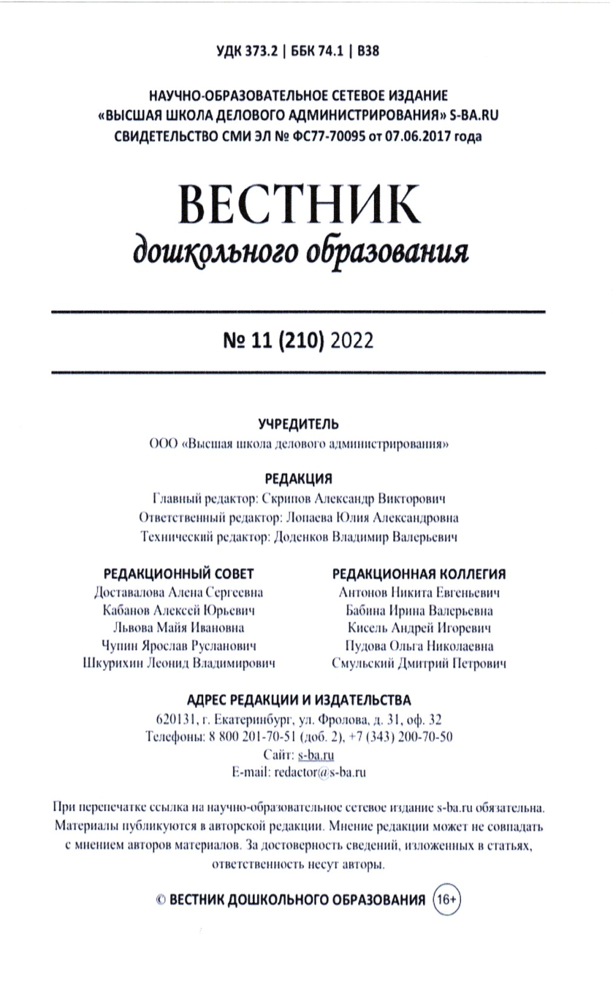 УДК 373.2 | ББК 74.1 | В38
НАУЧНО-ОБРАЗОВАТЕЛЬНОЕ СЕТЕВОЕ ИЗДАНИЕ
«ВЫСШАЯ ШКОЛА ДЕЛОВОГО АДМИНИСТРИРОВАНИЯ» S-BA.RU
СВИДЕТЕЛЬСТВО СМИ ЭЛ № ФС77-70095 от 07.06.2017 года
ВЕСТНИК
дошкольного образования
№ 11 (210) 2022
УЧРЕДИТЕЛЬ
ООО «Высшая школа делового администрирования»
РЕДАКЦИЯ
Главный редактор: Скрипов Александр Викторович
Ответственный редактор: Лопаева Юлия Александровна
Технический редактор: Доденков Владимир Валерьевич
РЕДАКЦИОННЫЙ СОВЕТ
Доставалова Алена Сергеевна
Кабанов Алексей Юрьевич
Львова Майя Ивановна
Чупин Ярослав Русланович
Шкурихин Леонид Владимирович
РЕДАКЦИОННАЯ КОЛЛЕГИЯ
Антонов Никита Евгеньевич
Бабина Ирина Валерьевна
Кисель Андрей Игоревич
Пудова Ольга Николаевна
Смульский Дмитрий Петрович
АДРЕС РЕДАКЦИИ И ИЗДАТЕЛЬСТВА
620131, г. Екатеринбург, ул. Фролова, д. 31, оф. 32
Телефоны: 8 800 201-70-51 (доб. 2), +7 (343) 200-70-50
Сайт: s-ba.ru
E-mail: redactor@s-ba.ru
При перепечатке ссылка на научно-образовательное сетевое издание s-ba.ru обязательна.
Материалы публикуются в авторской редакции. Мнение редакции может не совпадать
с мнением авторов материалов. За достоверность сведений, изложенных в статьях,
ответственность несут авторы.
© ВЕСТНИК ДОШКОЛЬНОГО ОБРАЗОВАНИЯ 16+